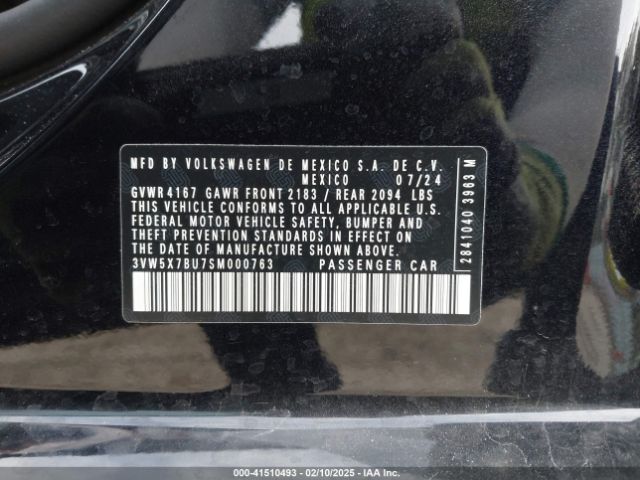 MFD BY VOLKSWAGEN DE MEXICO S.A. DE C.V.
MEXICO 07/24
GVWR 4167 GAWR FRONT 2183 / REAR 2094 LBS
THIS VEHICLE CONFORMS TO ALL APPLICABLE U.S.
FEDERAL MOTOR VEHICLE SAFETY, BUMPER AND
THEFT PREVENTION STANDARDS IN EFFECT ON
THE DATE OF MANUFACTURE SHOWN ABOVE.
3VW5X7BU7SM000763 PASSENGER CAR
2841040 3963 M
000-41510493 - 02/10/2025 - IAA Inc.